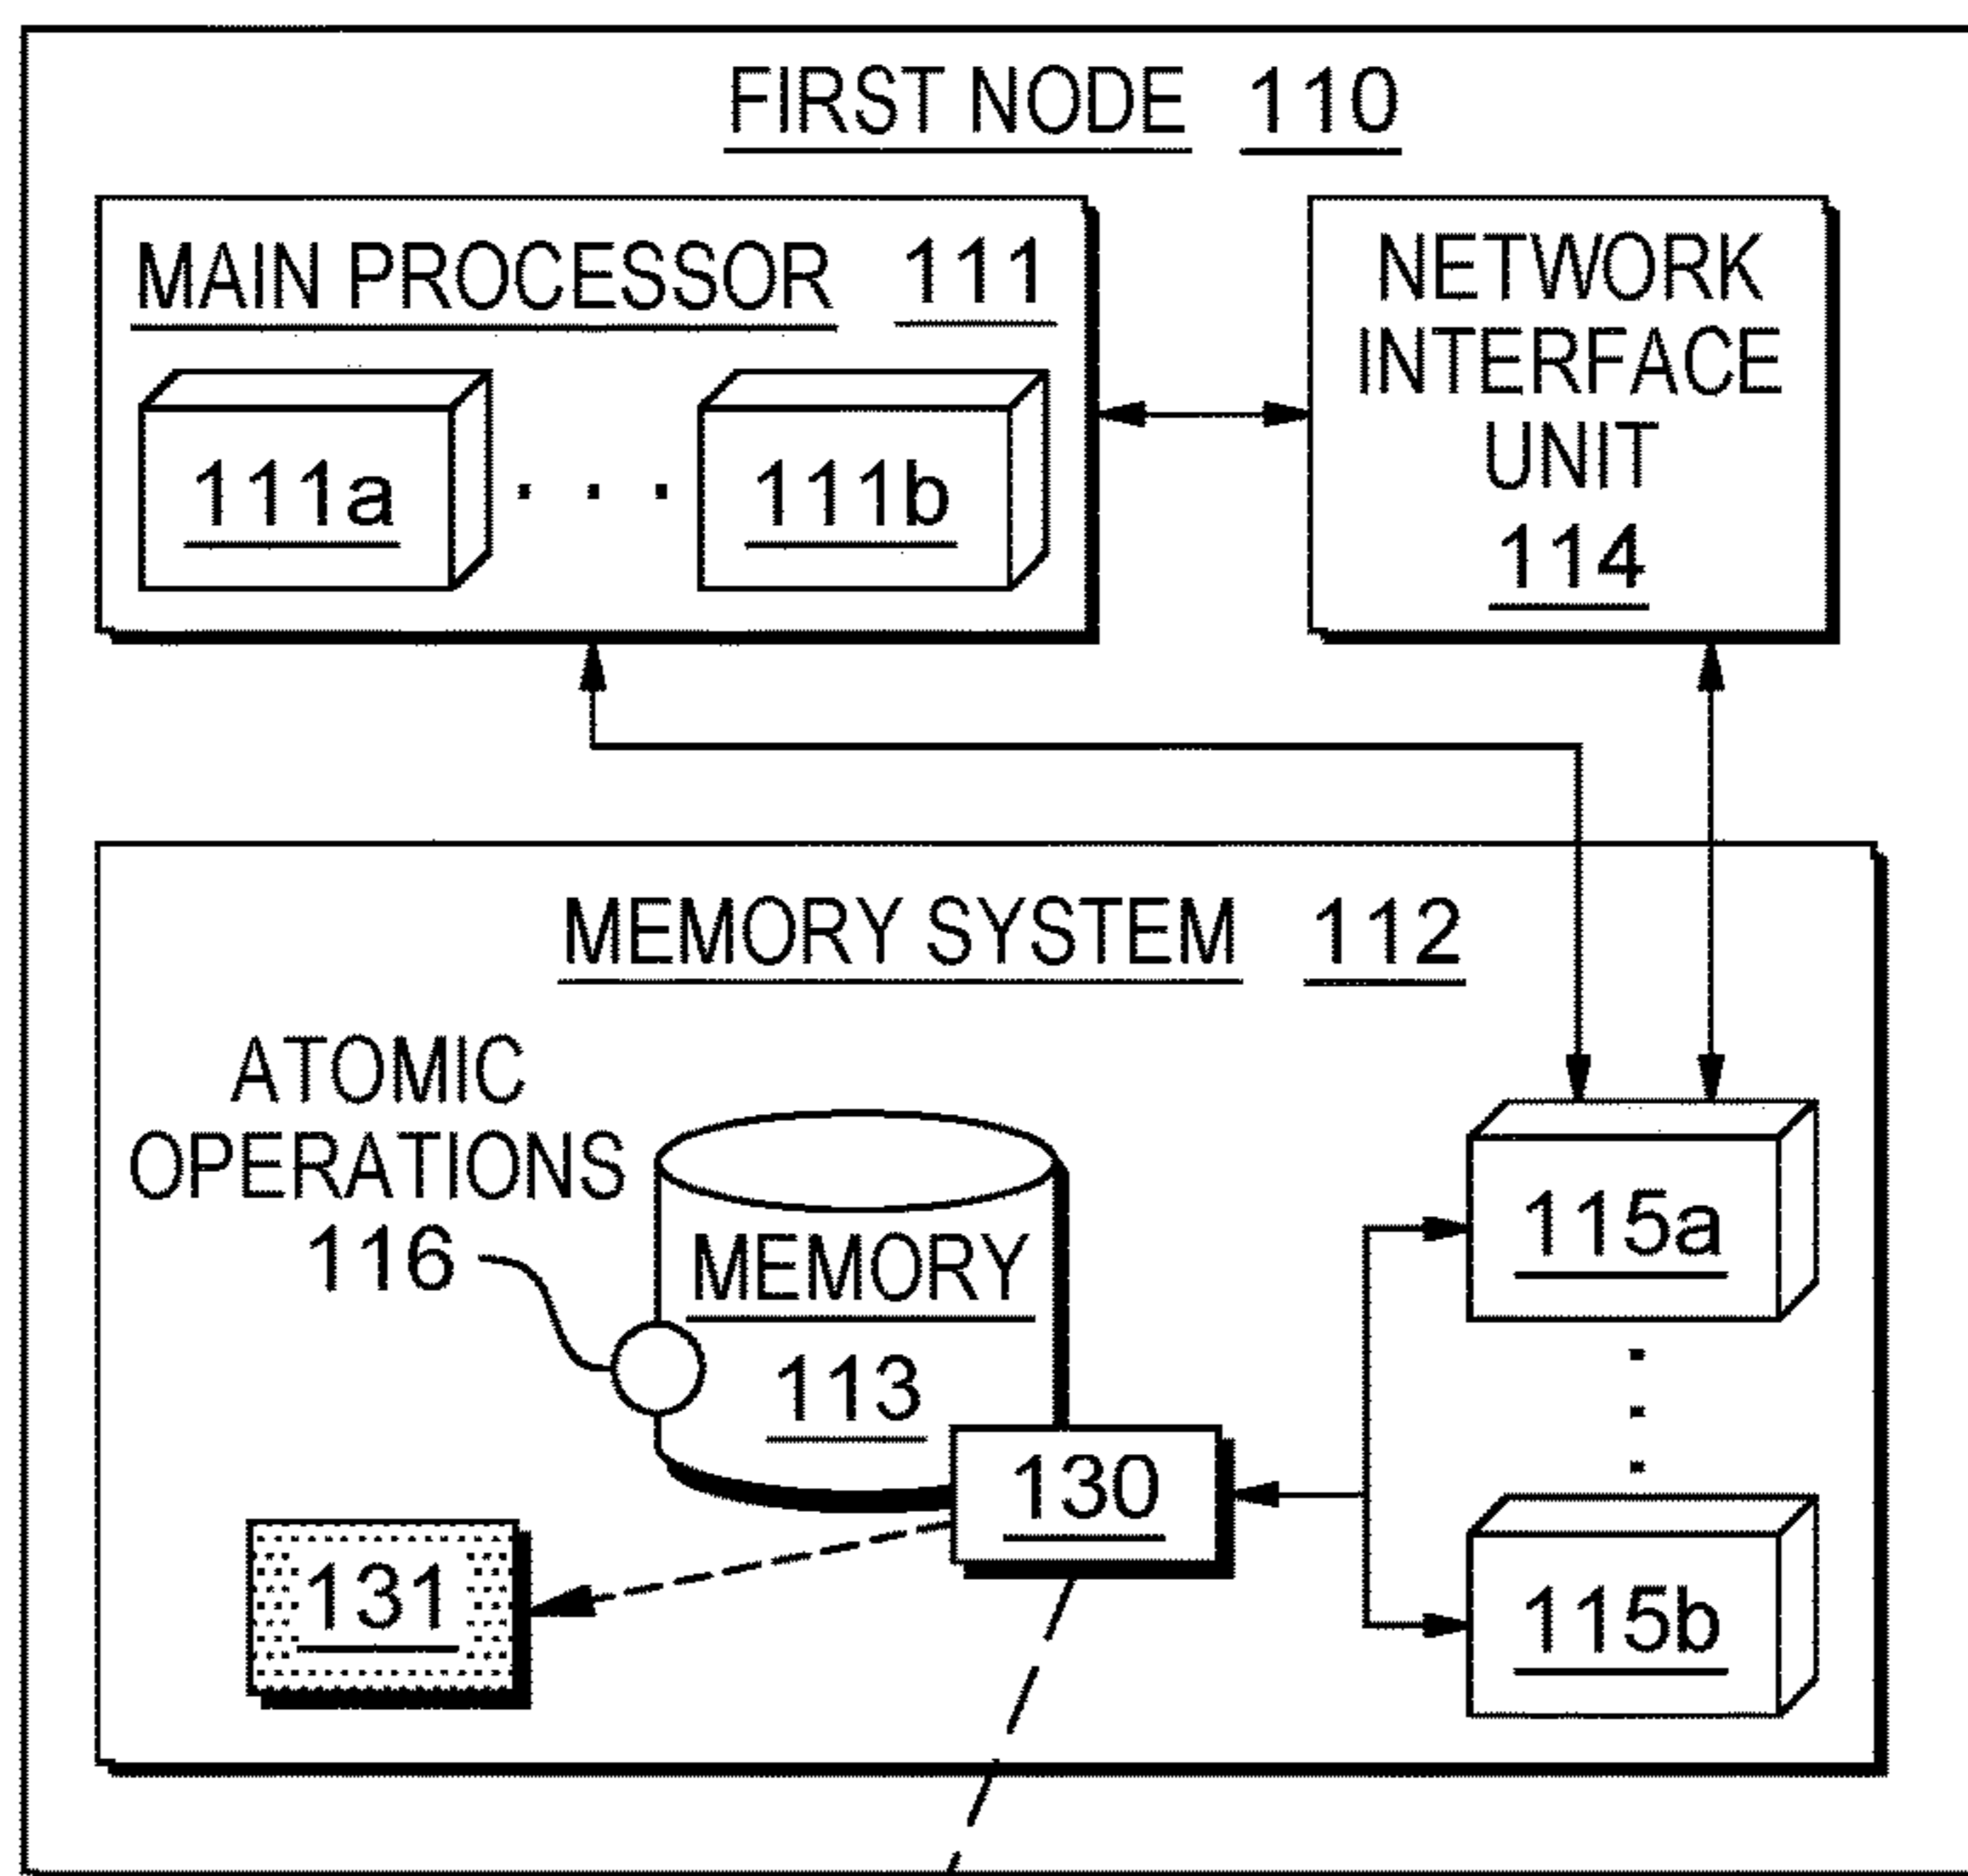 FIRST NODE 110
MAIN PROCESSOR 111
111a
111b
NETWORK
INTERFACE
UNIT
114
MEMORY SYSTEM 112
ATOMIC
OPERATIONS
116
MEMORY
113
130
131
115a
115b